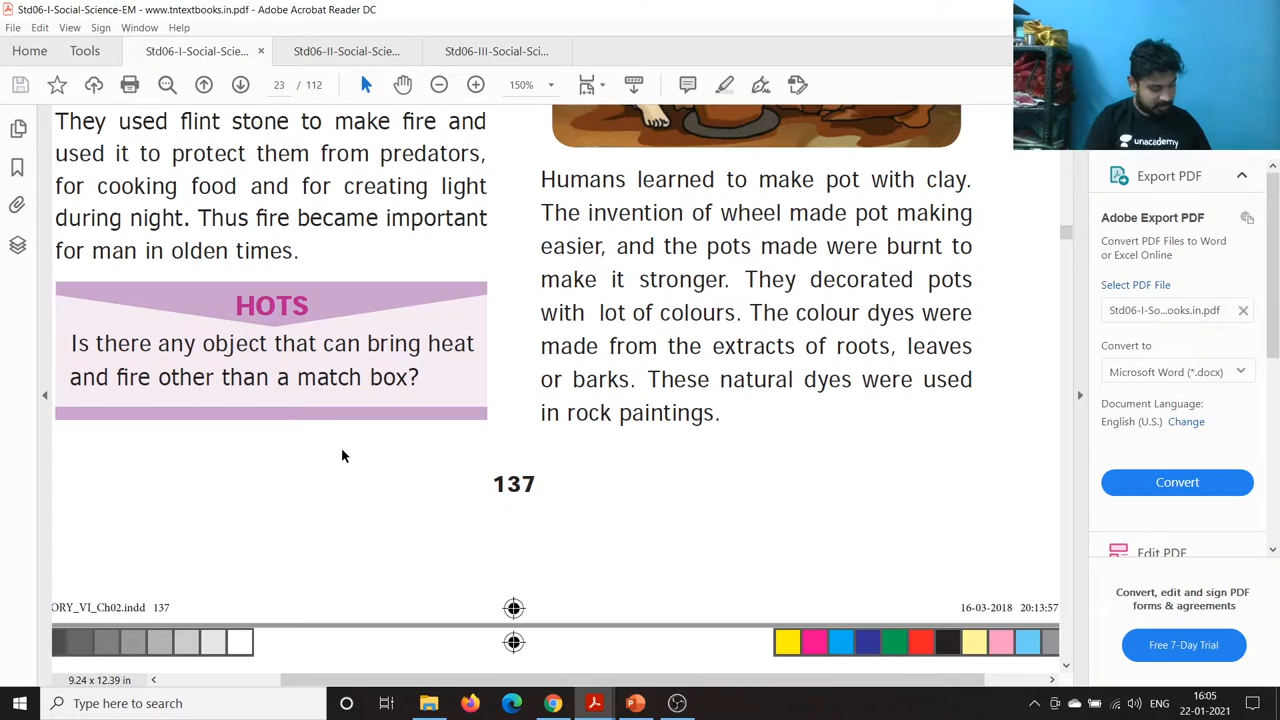 Std06-I-Social-Science-EM - www.tntextbooks.in.pdf - Adobe Acrobat Reader DC
File Edit View Sign Window Help
Home Tools Std06-I-Social-Scie... × Std06-II-Social-Scie... Std06-III-Social-Sci...
23 / 112 150%
They used flint stone to make fire and
used it to protect them from predators,
for cooking food and for creating light
during night. Thus fire became important
for man in olden times.
HOTS
Is there any object that can bring heat
and fire other than a match box?
Humans learned to make pot with clay.
The invention of wheel made pot making
easier, and the pots made were burnt to
make it stronger. They decorated pots
with lot of colours. The colour dyes were
made from the extracts of roots, leaves
or barks. These natural dyes were used
in rock paintings.
137
ORY_VI_Ch02.indd 137
16-03-2018 20:13:57
9.24 x 12.39 in
unacademy
Export PDF
Adobe Export PDF
Convert PDF Files to Word
or Excel Online
Select PDF File
Std06-I-So...ooks.in.pdf
Convert to
Microsoft Word (*.docx)
Document Language:
English (U.S.) Change
Convert
Edit PDF
Convert, edit and sign PDF
forms & agreements
Free 7-Day Trial
Type here to search
ENG
16:05
22-01-2021